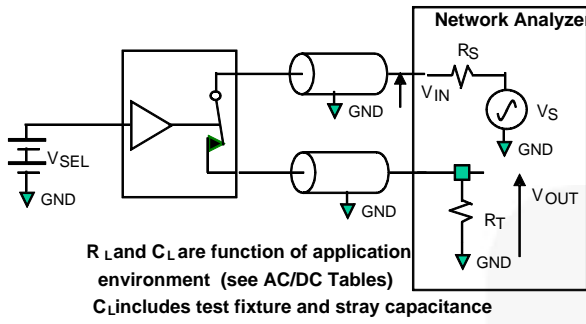 Network Analyzer
RS
GND
VIN
VS
GND
VSEL
GND
GND
VOUT
RT
GND
R L and C L are function of application
environment (see AC/DC Tables)
CL includes test fixture and stray capacitance